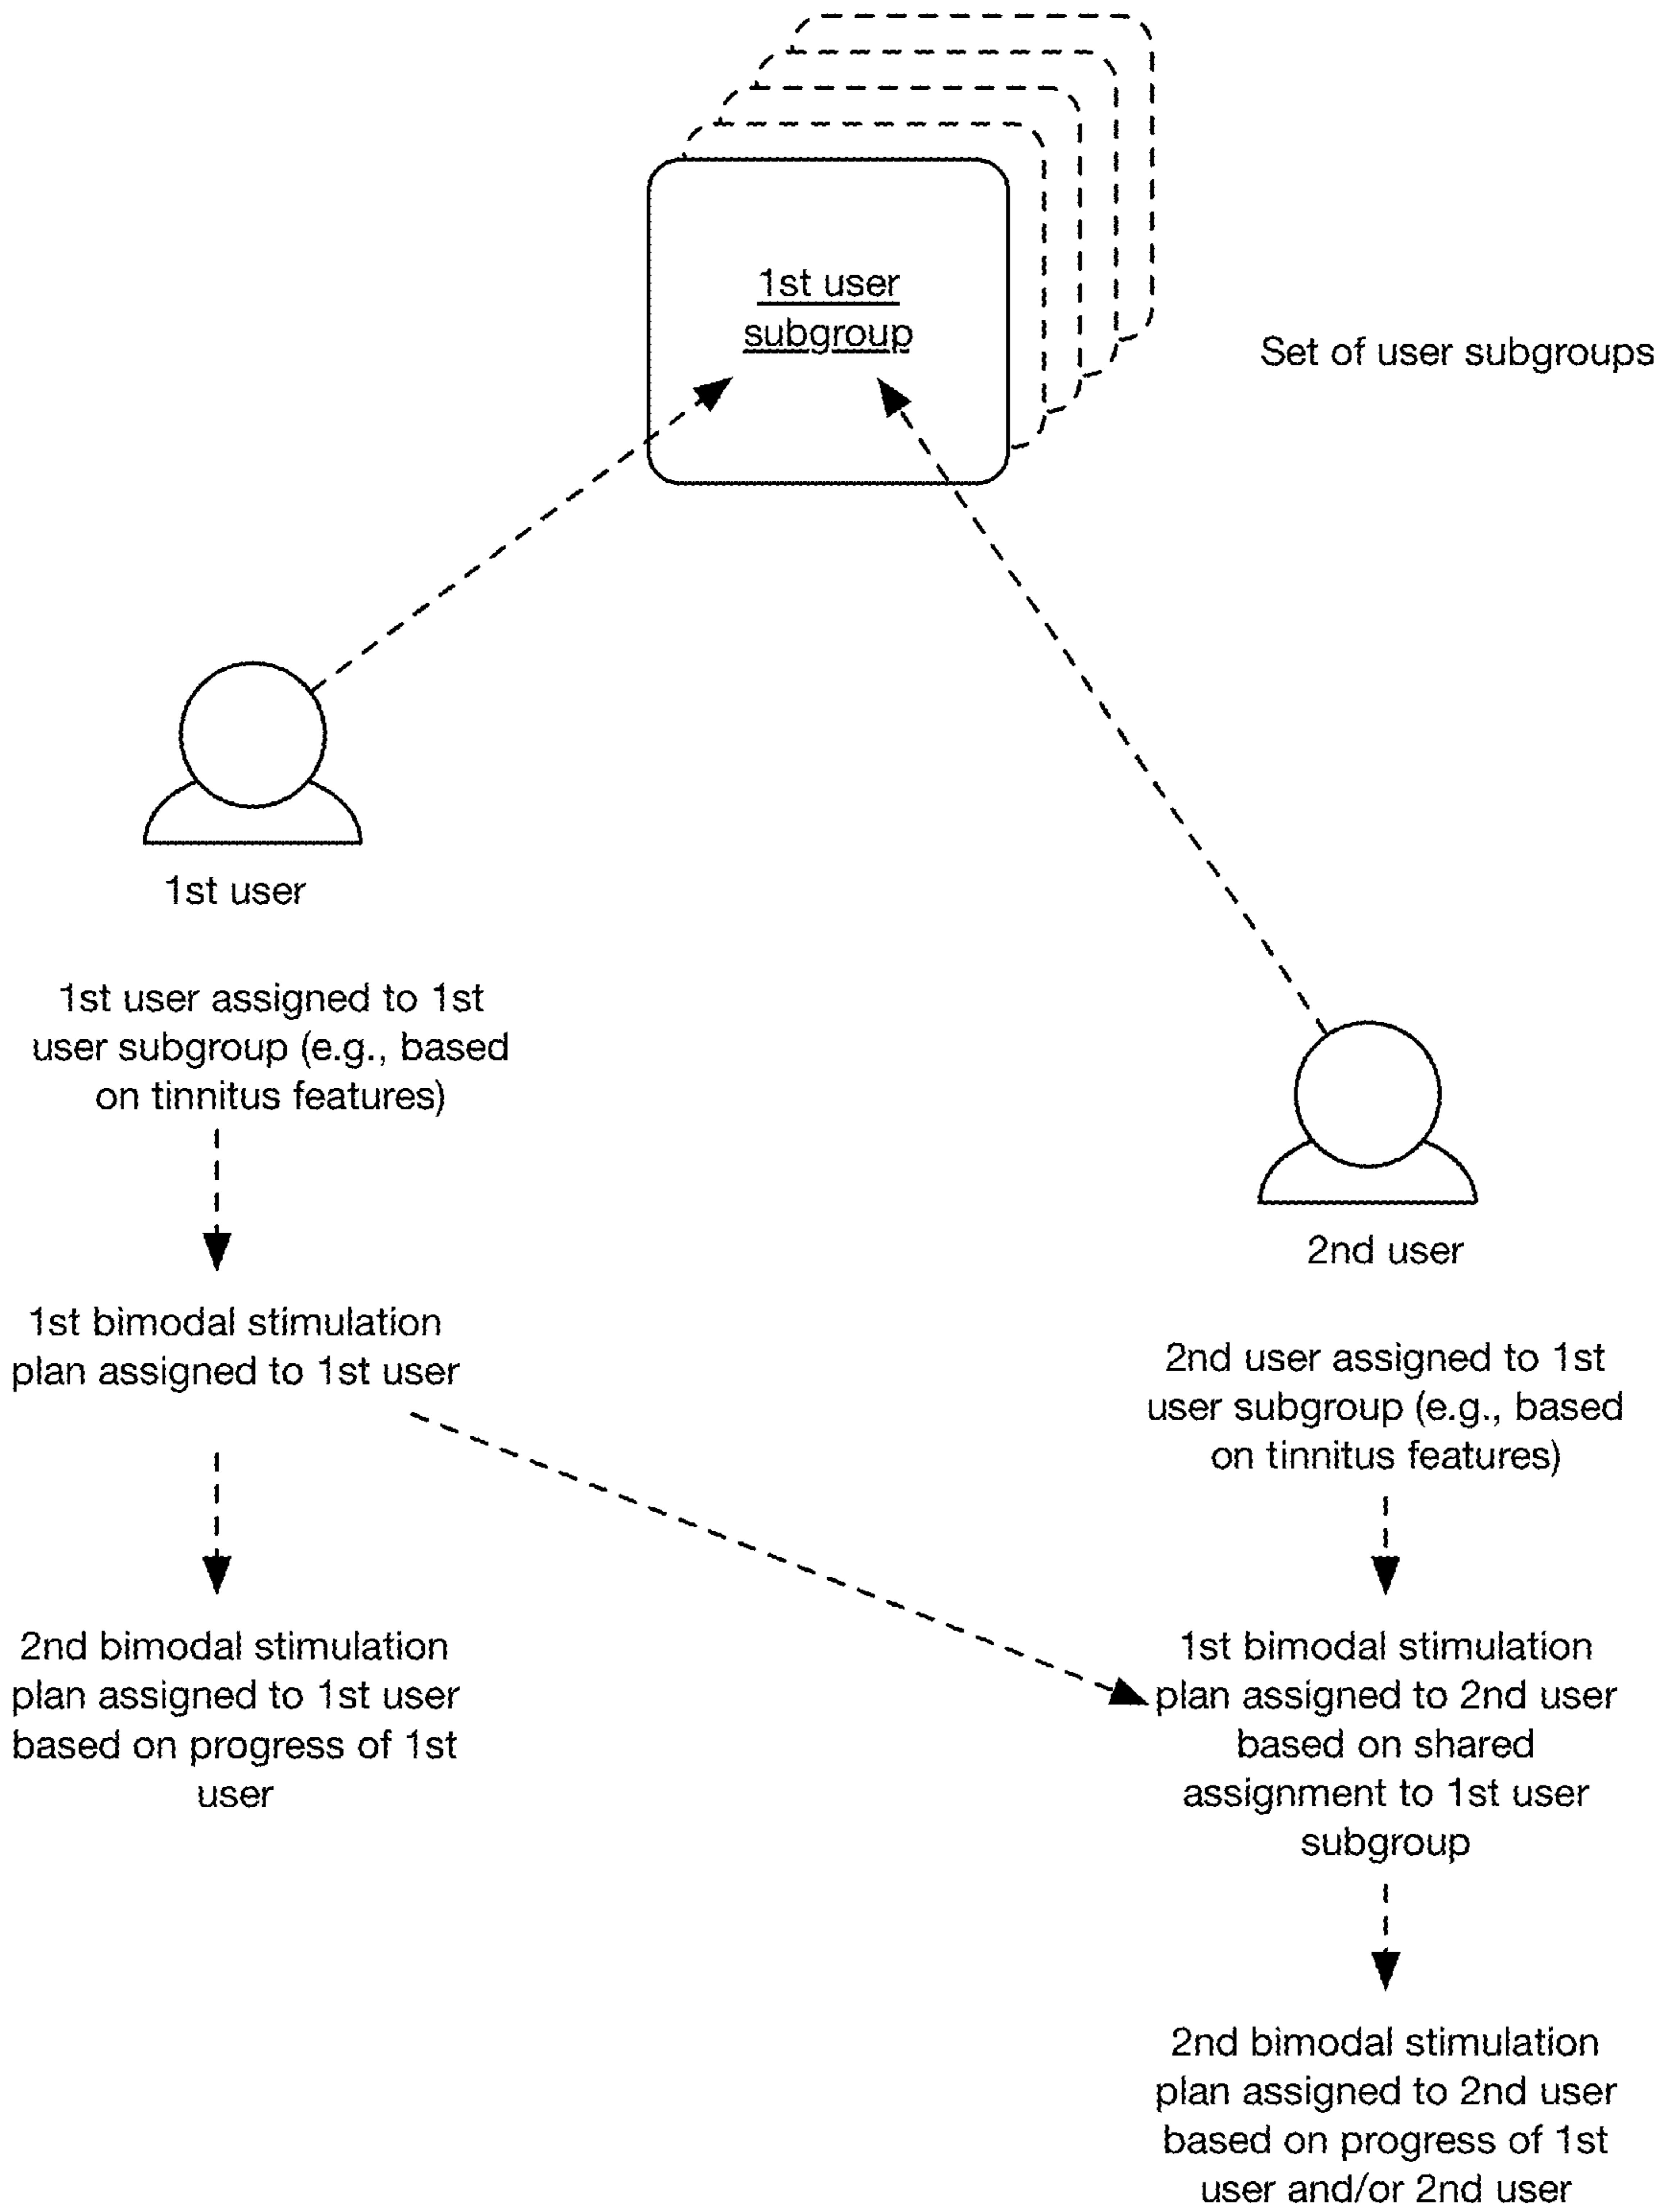 1st user
subgroup
Set of user subgroups
1st user
1st user assigned to 1st
user subgroup (e.g., based
on tinnitus features)
1st bimodal stimulation
plan assigned to 1st user
2nd bimodal stimulation
plan assigned to 1st user
based on progress of 1st
user
2nd user
2nd user assigned to 1st
user subgroup (e.g., based
on tinnitus features)
1st bimodal stimulation
plan assigned to 2nd user
based on shared
assignment to 1st user
subgroup
2nd bimodal stimulation
plan assigned to 2nd user
based on progress of 1st
user and/or 2nd user